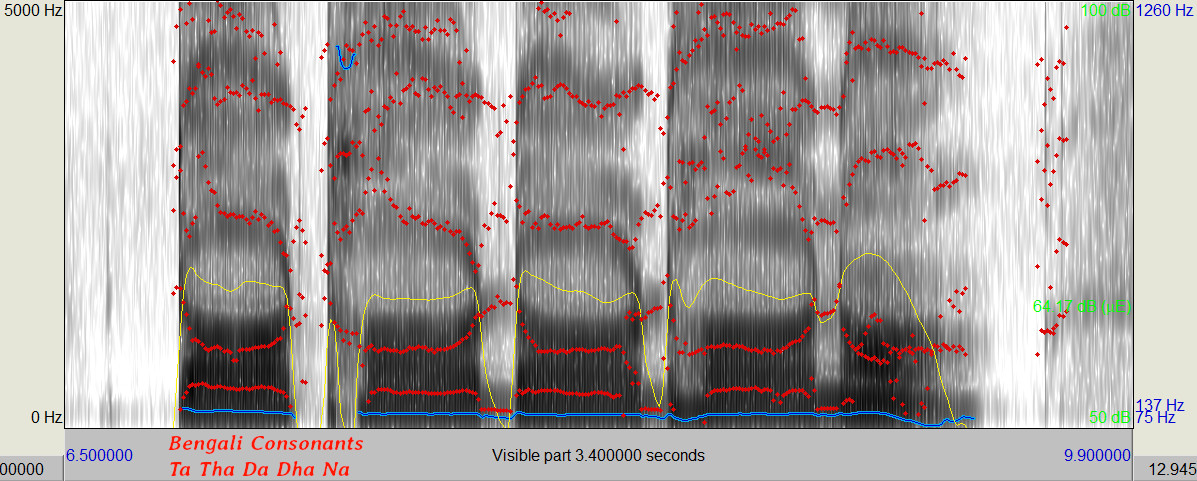 5000 Hz
100 dB
1260 Hz
64.17 dB (µE)
137 Hz
0 Hz
50 dB
75 Hz
Bengali Consonants
6.500000
Visible part 3.400000 seconds
9.900000
00000
Ta Tha Da Dha Na
12.945